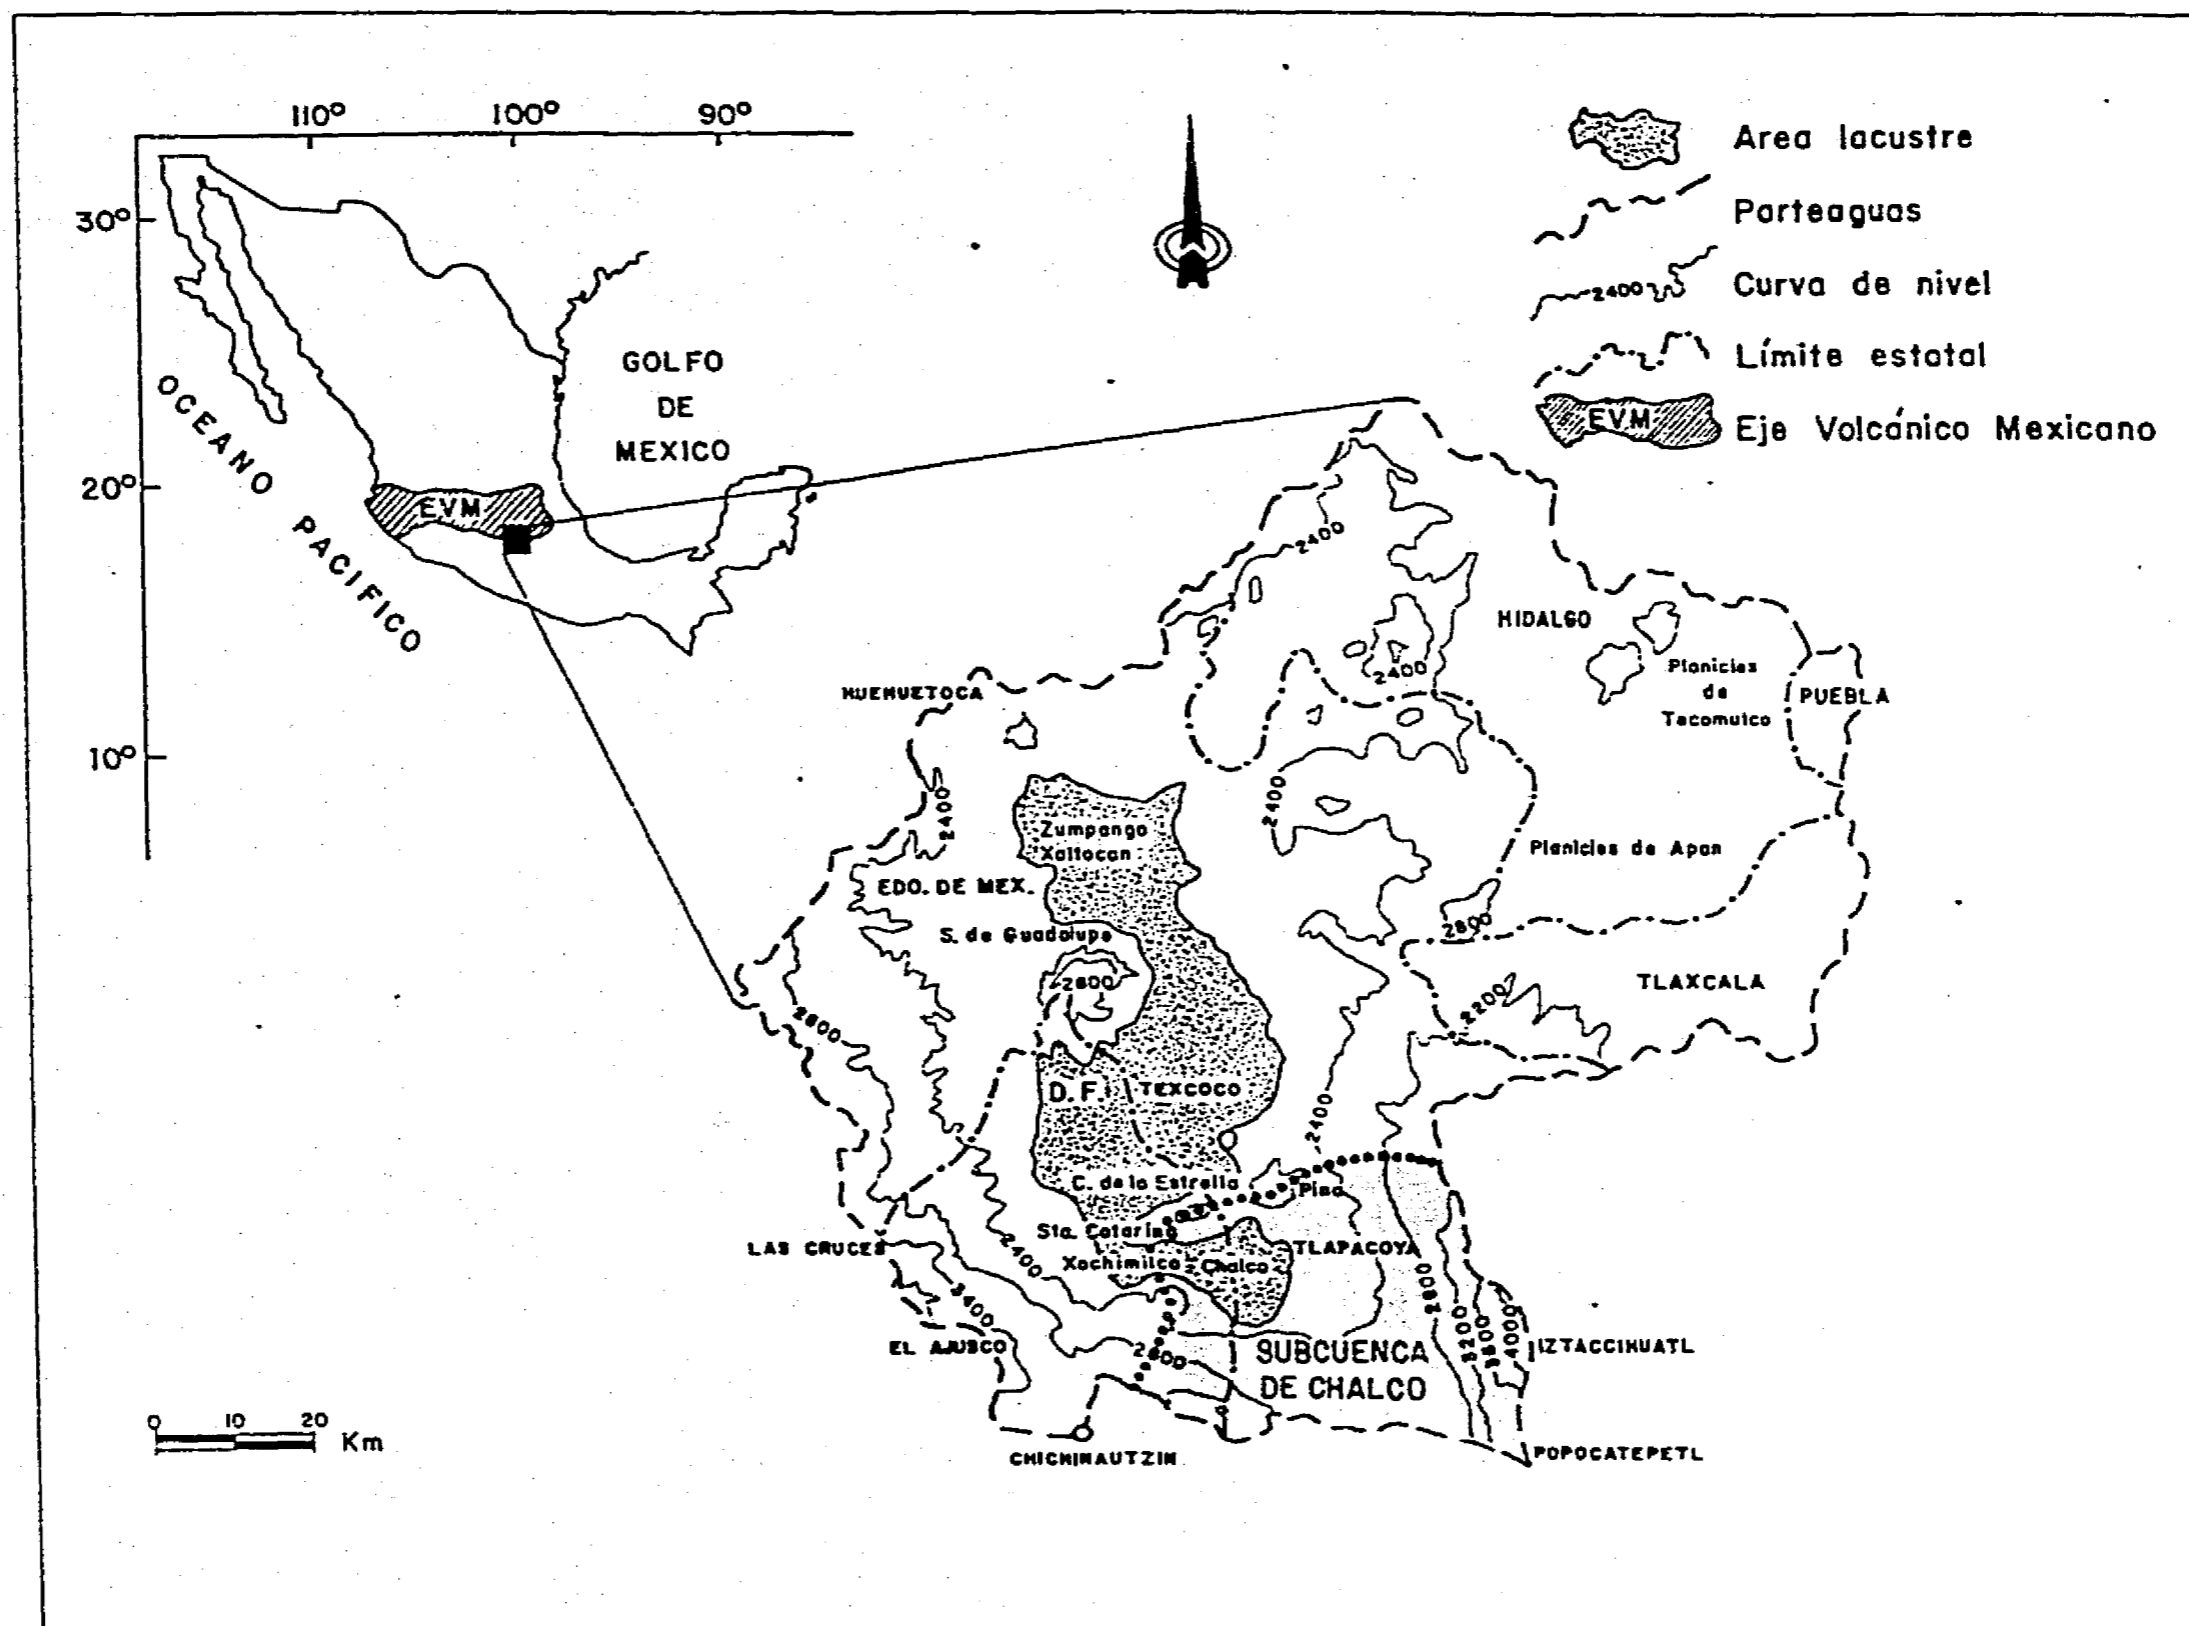 110° 100° 90°
30°
20°
10°
OCEANO PACIFICO
GOLFO
DE
MEXICO
EVM
Area lacustre
Parteaguas
2400
Curva de nivel
Límite estatal
EVM
Eje Volcánico Mexicano
2400
HIDALGO
2400
Planicies
de
Tacomulco
PUEBLA
HUEHUETOCA
2400
2400
Zumpango
Xaltocan
Planicies de Apan
EDO. DE MEX.
S. de Guadalupe
2600
2800
TLAXCALA
2200
2800
D.F.
TEXCOCO
2400
C. de la Estrella
Pino
Sta. Catarina
LAS CRUCES
2400
Xochimilco
Chalco
TLAPACOYA
2800
3400
EL AJUSCO
2800
SUBCUENCA
DE CHALCO
3200
3800
4000
IZTACCIHUATL
0 10 20
Km
CHICHINAUTZIN
POPOCATEPETL